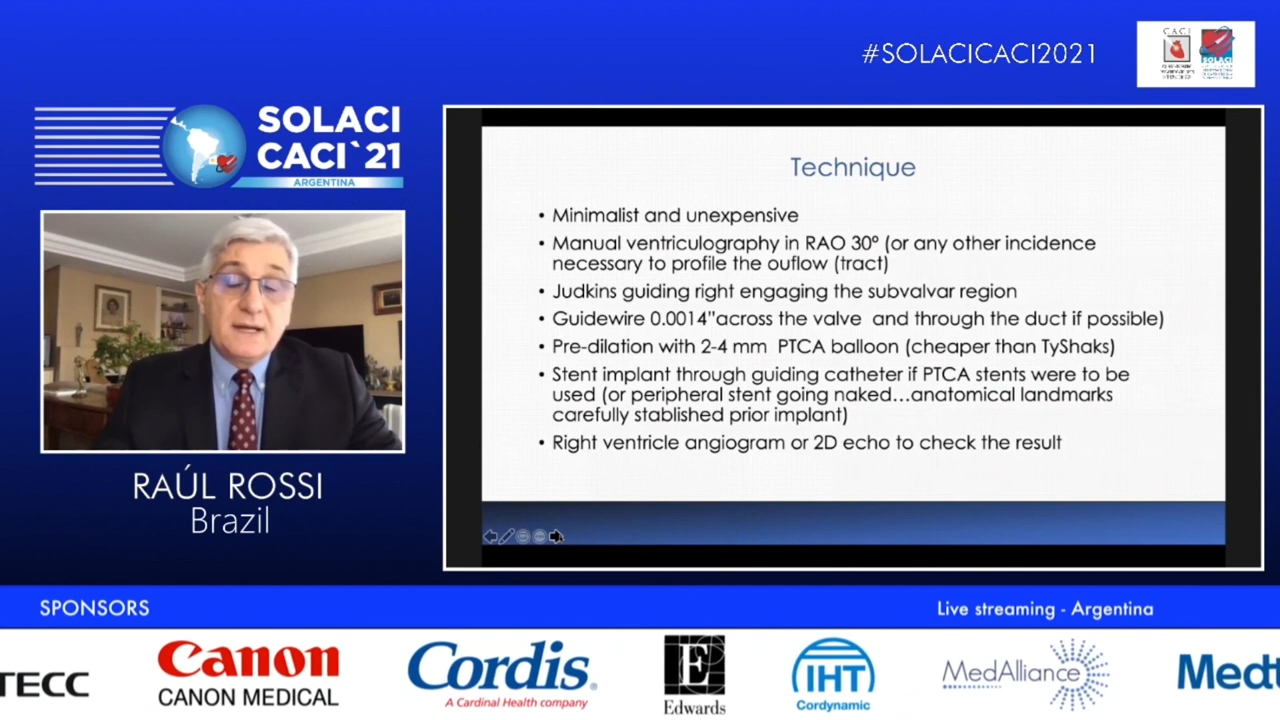 #SOLACICACI2021
C.A.C.I
SOLACI
SOLACI
CACI`21
ARGENTINA
Technique
• Minimalist and unexpensive
• Manual ventriculography in RAO 30º (or any other incidence
necessary to profile the ouflow (tract)
• Judkins guiding right engaging the subvalvar region
• Guidewire 0.0014”across the valve and through the duct if possible)
• Pre-dilation with 2-4 mm PTCA balloon (cheaper than TyShaks)
• Stent implant through guiding catheter if PTCA stents were to be
used (or peripheral stent going naked...anatomical landmarks
carefully stablished prior implant)
• Right ventricle angiogram or 2D echo to check the result
RAÚL ROSSI
Brazil
SPONSORS
Live streaming - Argentina
TECC
Canon
CANON MEDICAL
Cordis
A Cardinal Health company
E
Edwards
IHT
Cordynamic
MedAlliance
Medt